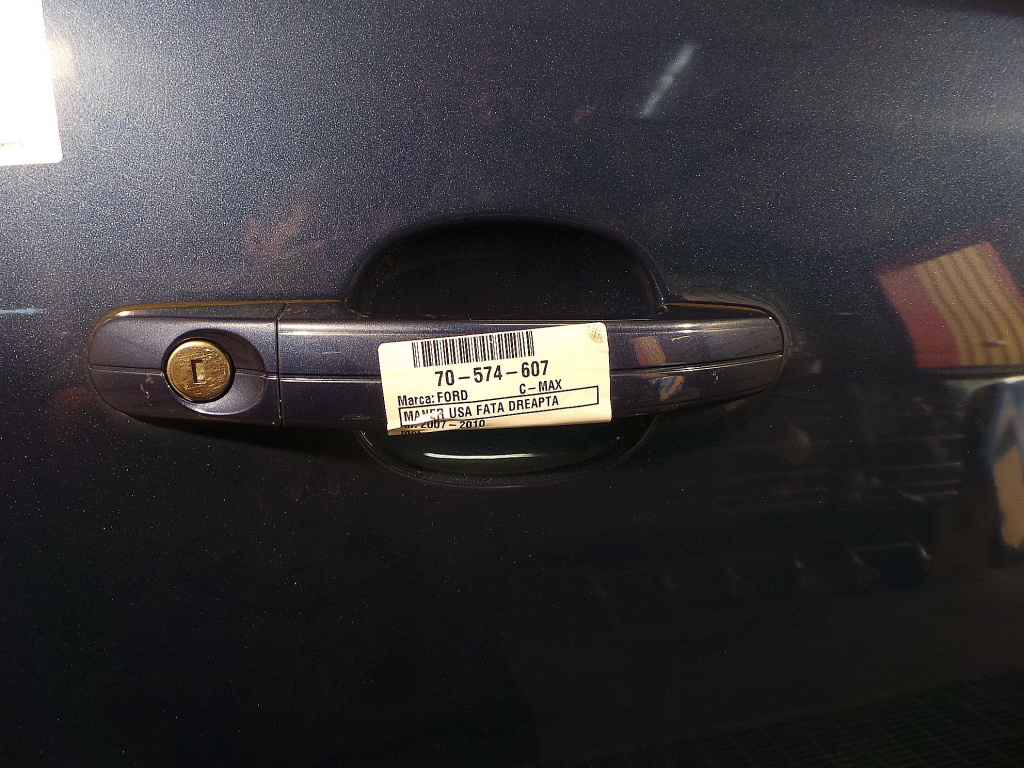 70-574-607
Marca: FORD C-MAX
MANER USA FATA DREAPTA
2007-2010